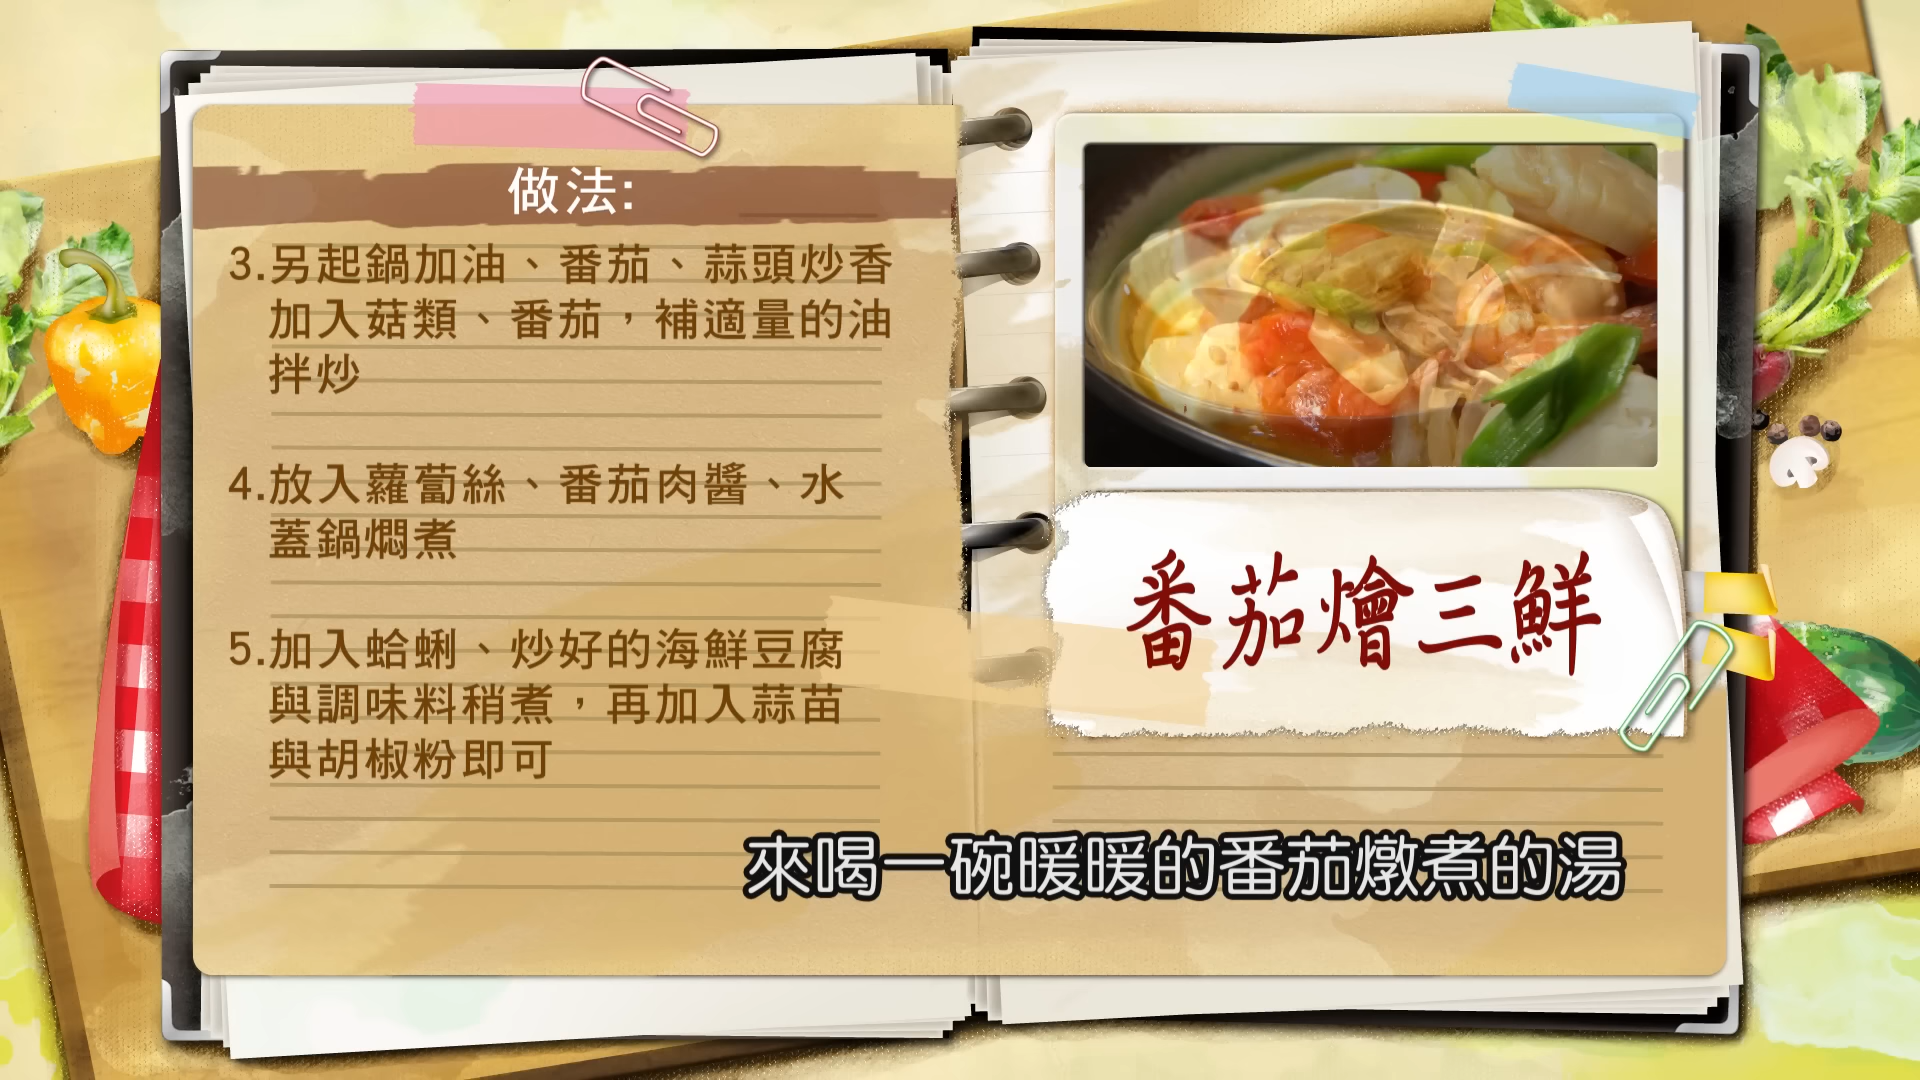 做法:
3.另起鍋加油、番茄、蒜頭炒香
加入菇類、番茄，補適量的油
拌炒
4.放入蘿蔔絲、番茄肉醬、水
蓋鍋燜煮
5.加入蛤蜊、炒好的海鮮豆腐
與調味料稍煮，再加入蒜苗
與胡椒粉即可
番茄燴三鮮
來喝一碗暖暖的番茄燉煮的湯